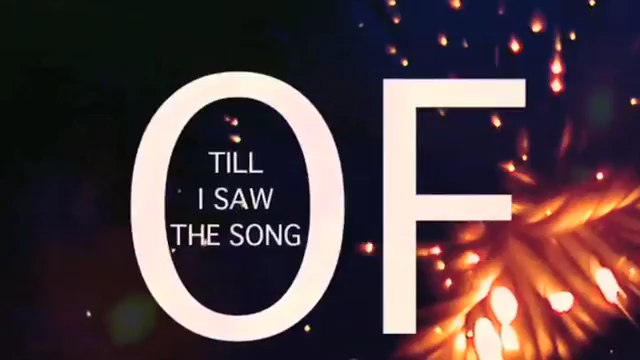 OF
TILL
I SAW
THE SONG